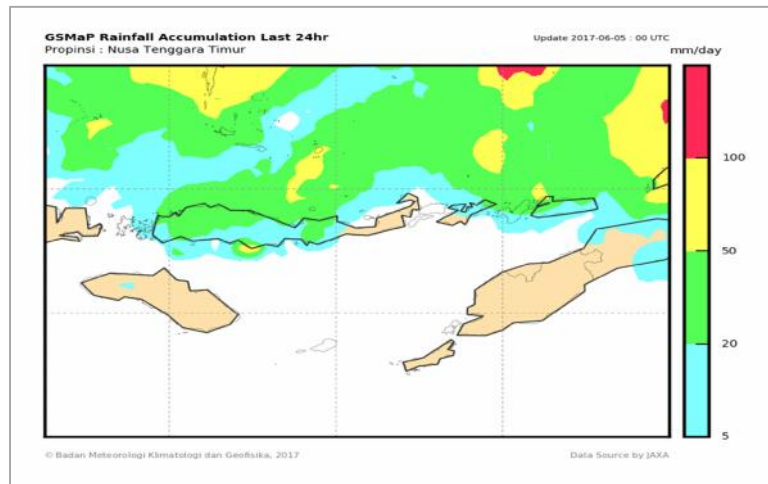 GSMaP Rainfall Accumulation Last 24hr
Propinsi : Nusa Tenggara Timur
Update 2017-06-05 : 00 UTC
mm/day
100
50
20
5
© Badan Meteorologi Klimatologi dan Geofisika, 2017
Data Source by JAXA